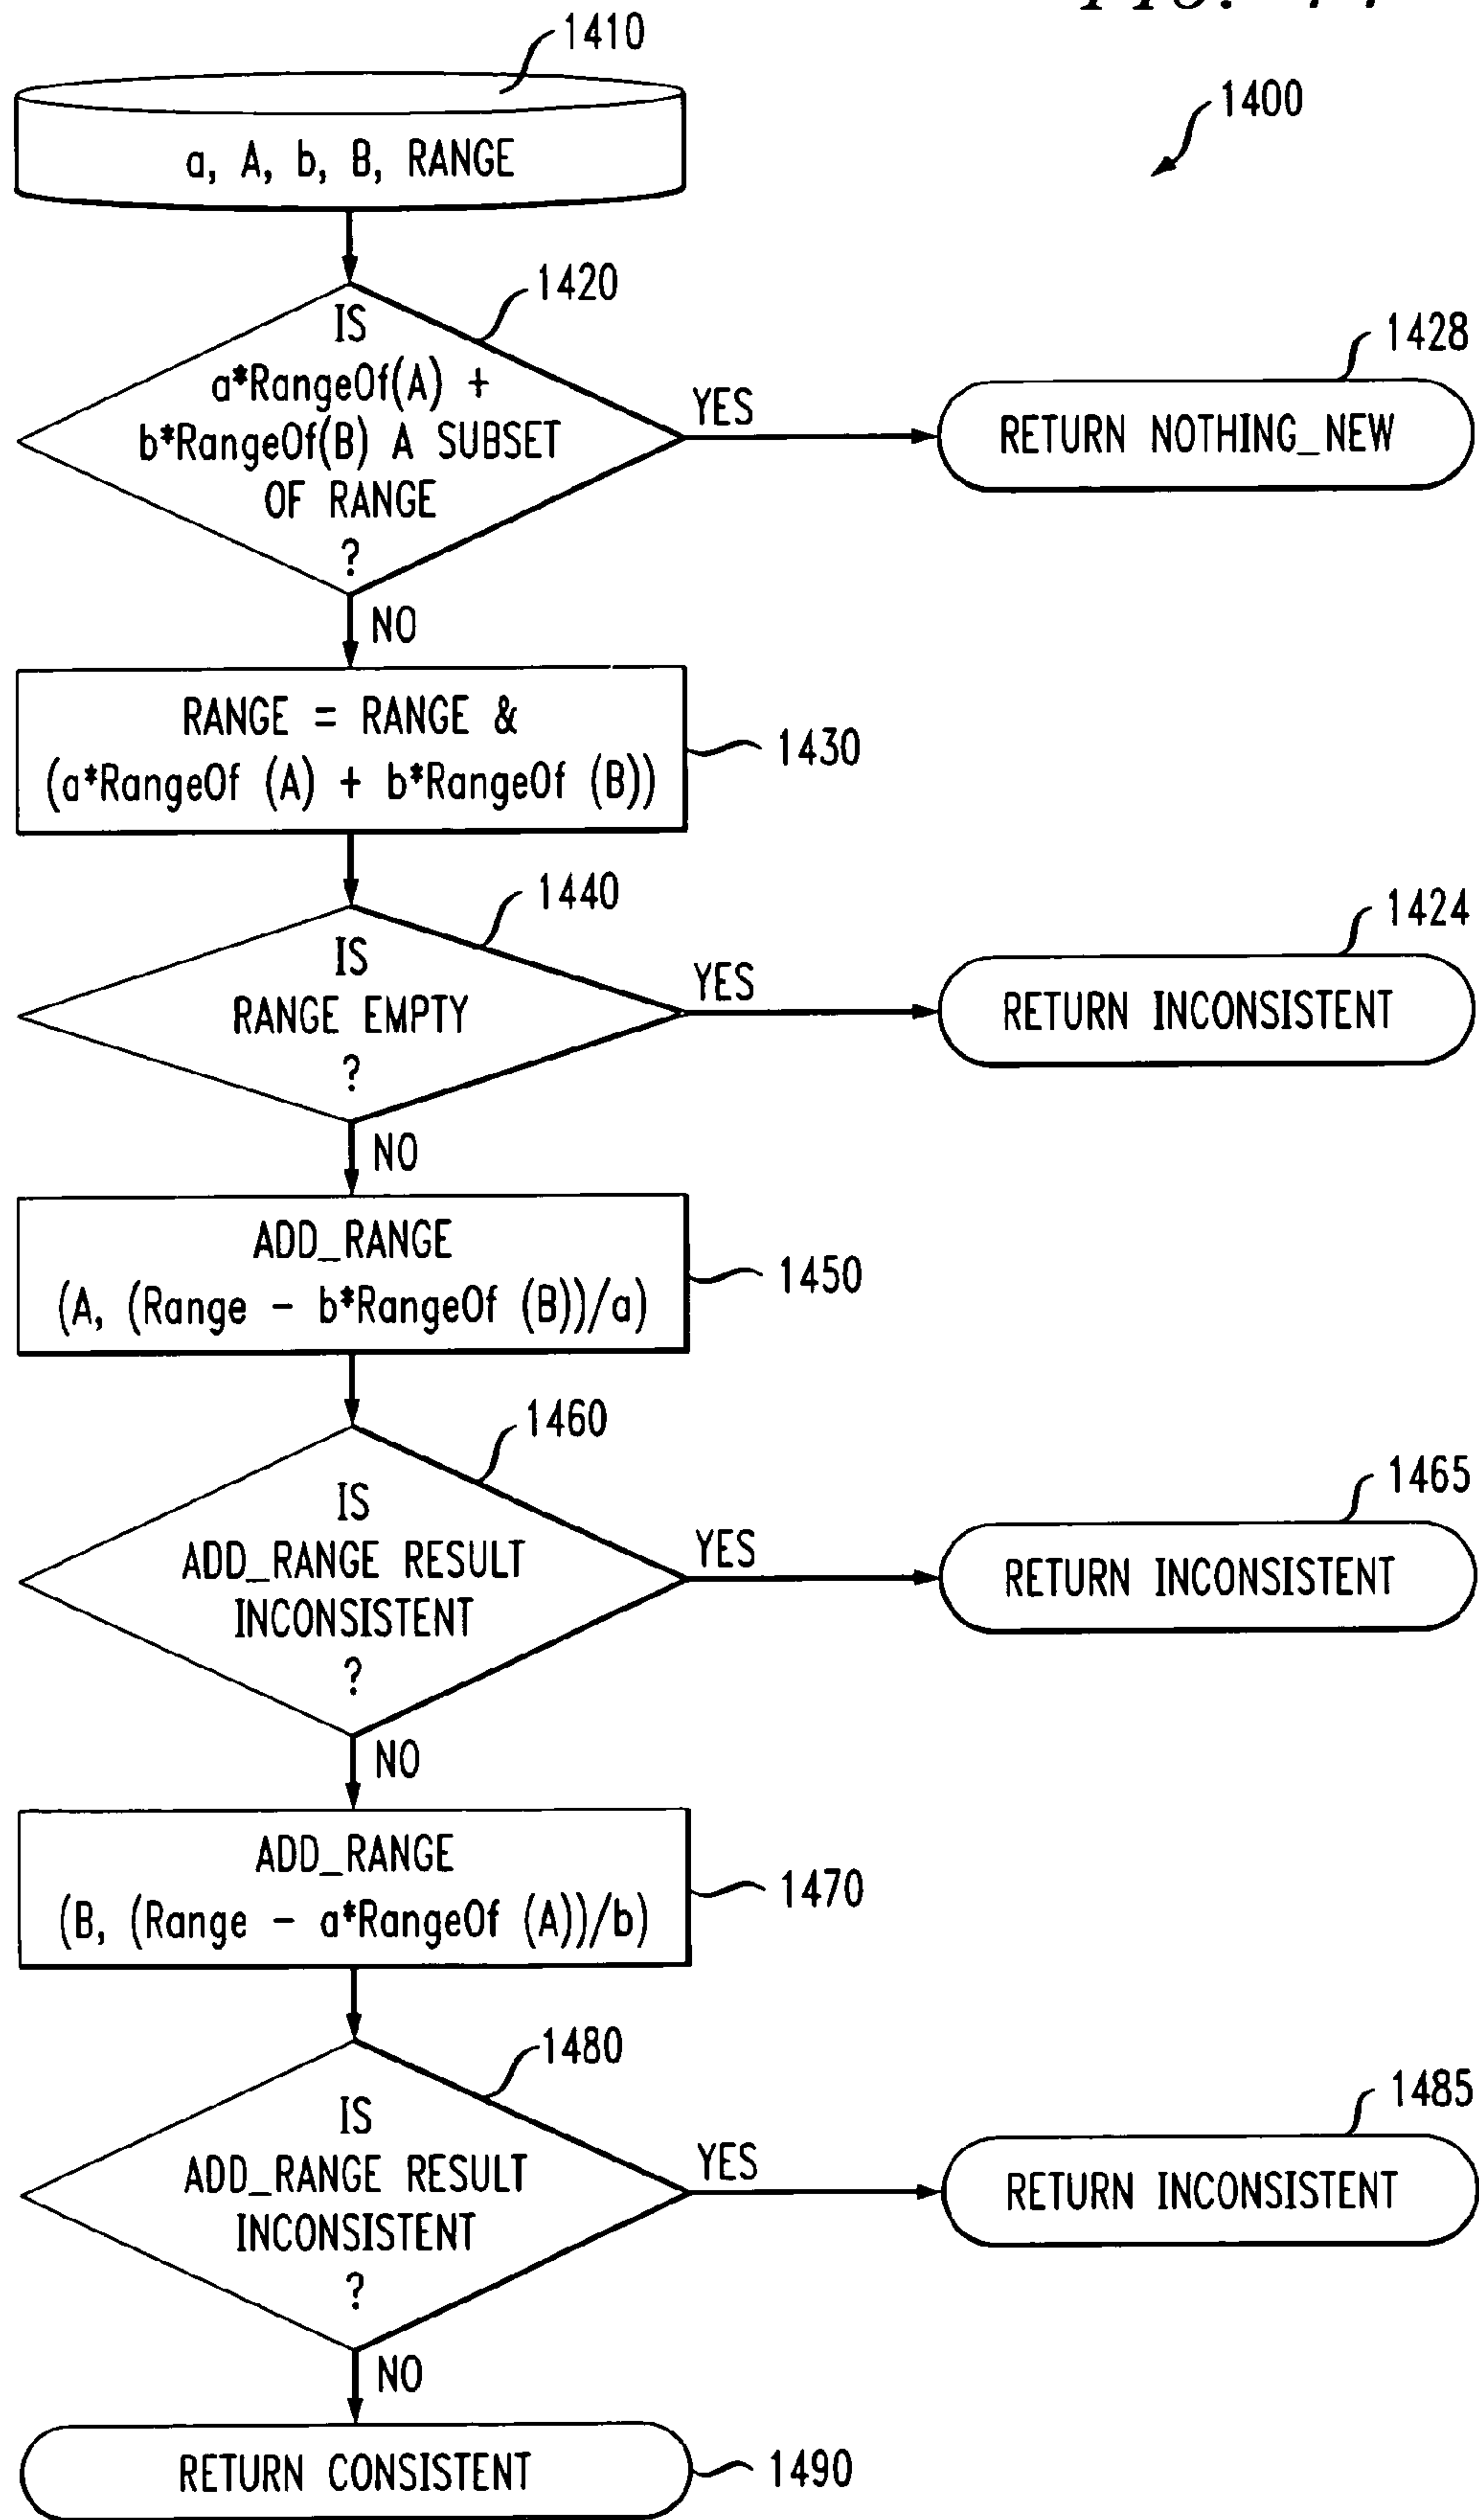 1410
1400
a, A, b, B, RANGE
1420
IS
a*RangeOf(A) +
b*RangeOf(B) A SUBSET
OF RANGE
?
YES
1428
RETURN NOTHING_NEW
NO
RANGE = RANGE &
(a*RangeOf (A) + b*RangeOf (B))
1430
1440
IS
RANGE EMPTY
?
YES
1424
RETURN INCONSISTENT
NO
ADD_RANGE
(A, (Range - b*RangeOf (B))/a)
1450
1460
IS
ADD_RANGE RESULT
INCONSISTENT
?
YES
1465
RETURN INCONSISTENT
NO
ADD_RANGE
(B, (Range - a*RangeOf (A))/b)
1470
1480
IS
ADD_RANGE RESULT
INCONSISTENT
?
YES
1485
RETURN INCONSISTENT
NO
RETURN CONSISTENT
1490